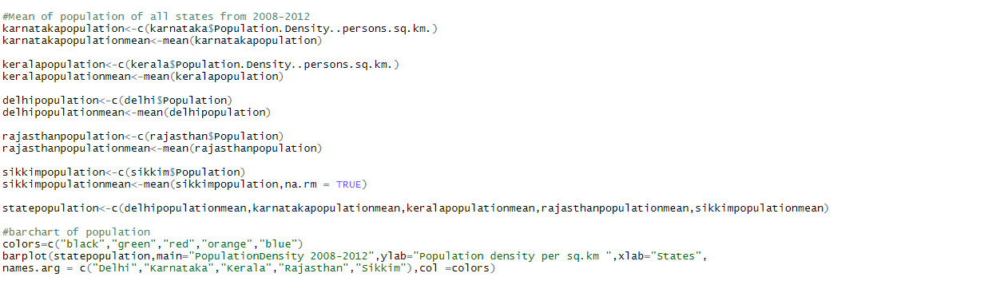 #Mean of population of all states from 2008-2012
karnatakapopulation<-c(karnataka$Population.Density..persons.sq.km.)
karnatakapopulationmean<-mean(karnatakapopulation)
keralapopulation<-c(kerala$Population.Density..persons.sq.km.)
keralapopulationmean<-mean(keralapopulation)
delhipopulation<-c(delhi$Population)
delhipopulationmean<-mean(delhipopulation)
rajasthanpopulation<-c(rajasthan$Population)
rajasthanpopulationmean<-mean(rajasthanpopulation)
sikkimpopulation<-c(sikkim$Population)
sikkimpopulationmean<-mean(sikkimpopulation,na.rm = TRUE)
statepopulation<-c(delhipopulationmean,karnatakapopulationmean,keralapopulationmean,rajasthanpopulationmean,sikkimpopulationmean)
#barchart of population
colors=c("black","green","red","orange","blue")
barplot(statepopulation,main="PopulationDensity 2008-2012",ylab="Population density per sq.km ",xlab="States",
names.arg = c("Delhi","Karnataka","Kerala","Rajasthan","Sikkim"),col =colors)